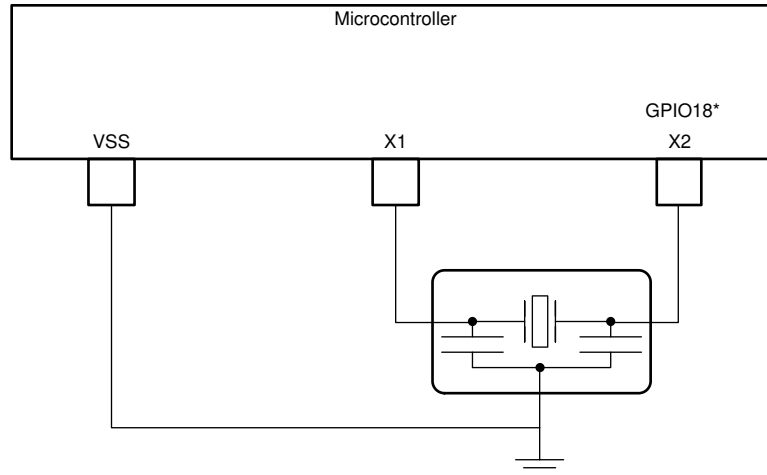 Microcontroller
GPIO18*
VSS
X1
X2